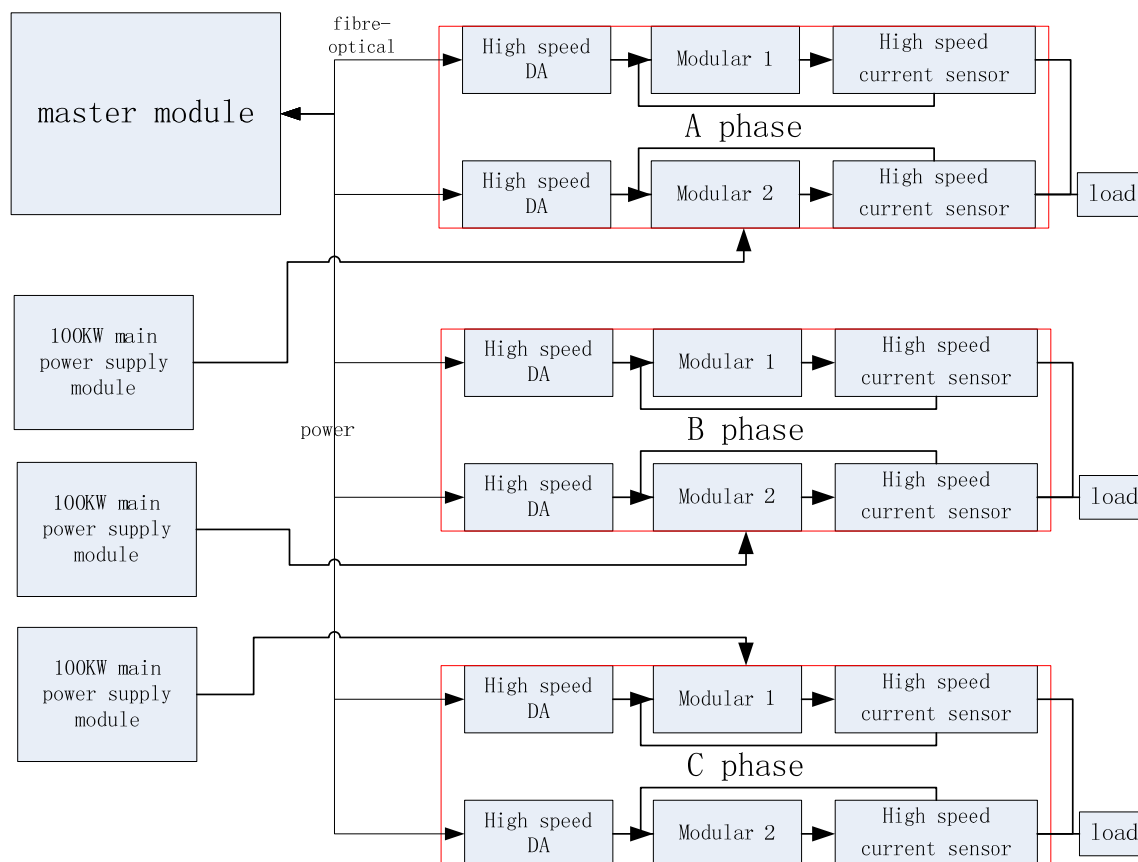 fibre-
optical
master module
High speed
DA
Modular 1
High speed
current sensor
A phase
High speed
DA
Modular 2
High speed
current sensor
load
100KW main
power supply
module
High speed
DA
Modular 1
High speed
current sensor
power
B phase
High speed
DA
Modular 2
High speed
current sensor
load
100KW main
power supply
module
100KW main
power supply
module
High speed
DA
Modular 1
High speed
current sensor
C phase
High speed
DA
Modular 2
High speed
current sensor
load